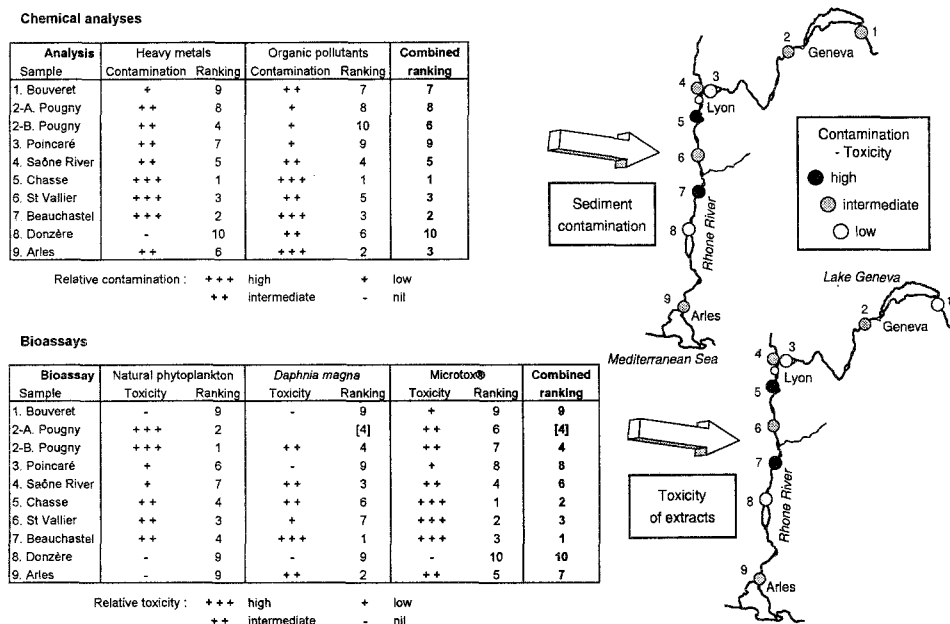 Chemical analyses
Analysis Heavy metals Organic pollutants Combined
Sample Contamination Ranking Contamination Ranking ranking
1. Bouveret + 9 ++ 7 7
2-A. Pougny ++ 8 + 8 8
2-B. Pougny ++ 4 + 10 6
3. Poincaré ++ 7 + 9 9
4. Saône River ++ 5 ++ 4 5
5. Chasse +++ 1 +++ 1 1
6. St Vallier +++ 3 ++ 5 3
7. Beauchastel +++ 2 +++ 3 2
8. Donzère - 10 ++ 6 10
9. Arles ++ 6 +++ 2 3
Relative contamination : +++ high + low
++ intermediate - nil
Bioassays
Bioassay Natural phytoplankton Daphnia magna Microtox® Combined
Sample Toxicity Ranking Toxicity Ranking Toxicity Ranking ranking
1. Bouveret - 9 - 9 + 9 9
2-A. Pougny +++ 2 [4] ++ 6 [4]
2-B. Pougny +++ 1 ++ 4 ++ 7 4
3. Poincaré + 6 - 9 + 8 8
4. Saône River + 7 ++ 3 ++ 4 6
5. Chasse ++ 4 ++ 6 +++ 1 2
6. St Vallier ++ 3 + 7 +++ 2 3
7. Beauchastel ++ 4 +++ 1 +++ 3 1
8. Donzère - 9 - 9 - 10 10
9. Arles - 9 ++ 2 ++ 5 7
Relative toxicity : +++ high + low
++ intermediate - nil
1
2
Geneva
3
4
Lyon
5
6
7
8
Rhone River
9
Arles
Mediterranean Sea
Sediment
contamination
Contamination
- Toxicity
high
intermediate
low
Lake Geneva
1
2
Geneva
3
4
Lyon
5
6
7
8
Rhone River
9
Arles
Toxicity
of extracts